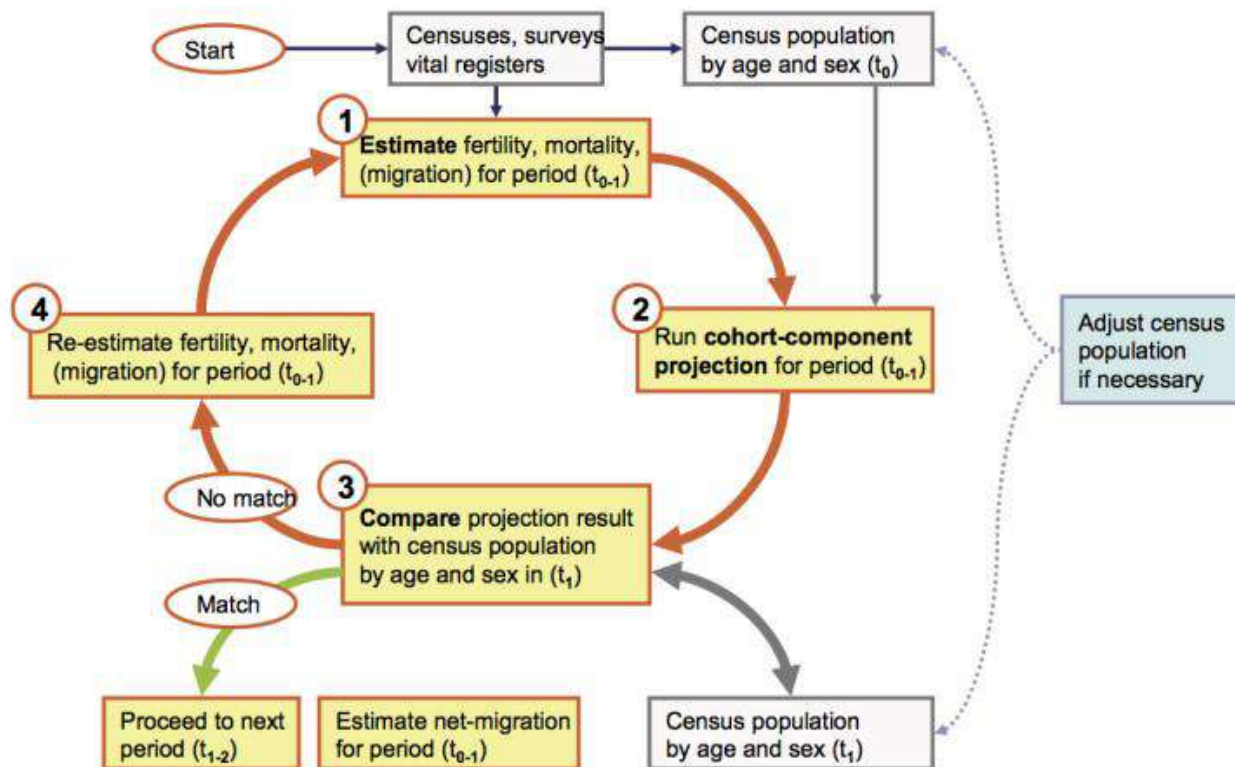 Start
Censuses, surveys
vital registers
Census population
by age and sex (t0)
1
Estimate fertility, mortality,
(migration) for period (t0-1)
2
Run cohort-component
projection for period (t0-1)
Adjust census
population
if necessary
4
Re-estimate fertility, mortality,
(migration) for period (t0-1)
No match
3
Compare projection result
with census population
by age and sex in (t1)
Match
Proceed to next
period (t1-2)
Estimate net-migration
for period (t0-1)
Census population
by age and sex (t1)